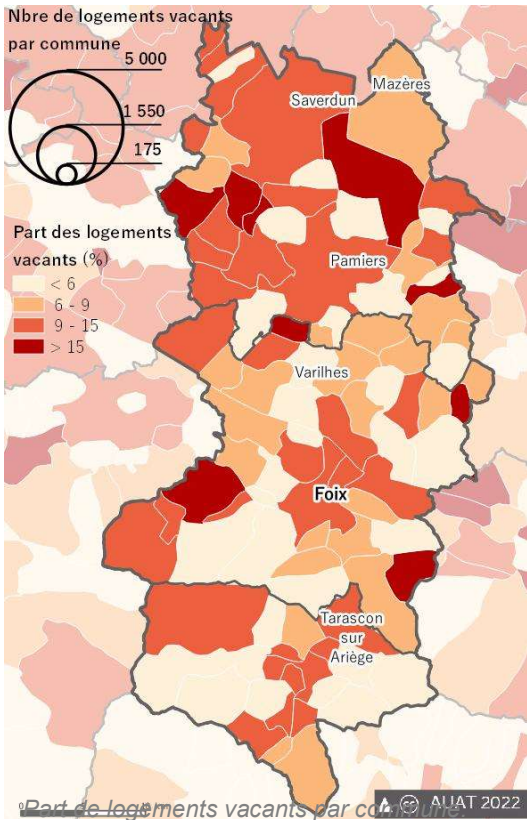 Nbre de logements vacants
par commune
5 000
1 550
175
Part des logements
vacants (%)
< 6
6 - 9
9 - 15
> 15
Mazères
Saverdun
Pamiers
Varilhes
Foix
Tarascon
sur
Ariège
AUAT 2022
0
Part de logements vacants par commune.